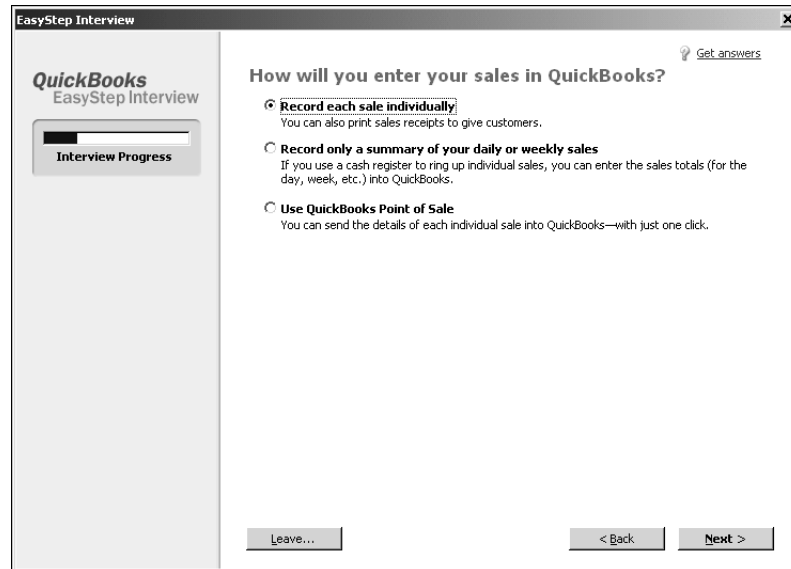 EasyStep Interview
Get answers
QuickBooks
EasyStep Interview
Interview Progress
How will you enter your sales in QuickBooks?
Record each sale individually
You can also print sales receipts to give customers.
Record only a summary of your daily or weekly sales
If you use a cash register to ring up individual sales, you can enter the sales totals (for the
day, week, etc.) into QuickBooks.
Use QuickBooks Point of Sale
You can send the details of each individual sale into QuickBooks—with just one click.
Leave...
< Back
Next >